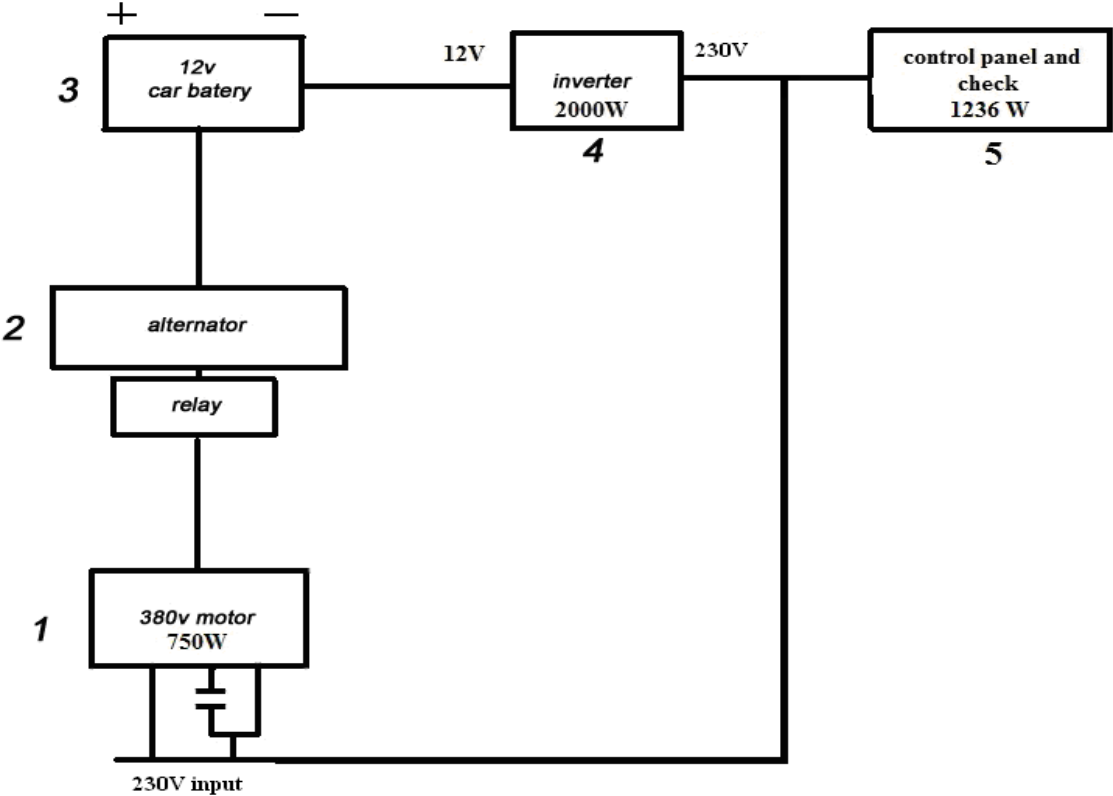 + —
3
12v
car batery
12V
inverter
2000W
4
230V
control panel and
check
1236 W
5
2
alternator
relay
1
380v motor
750W
230V input